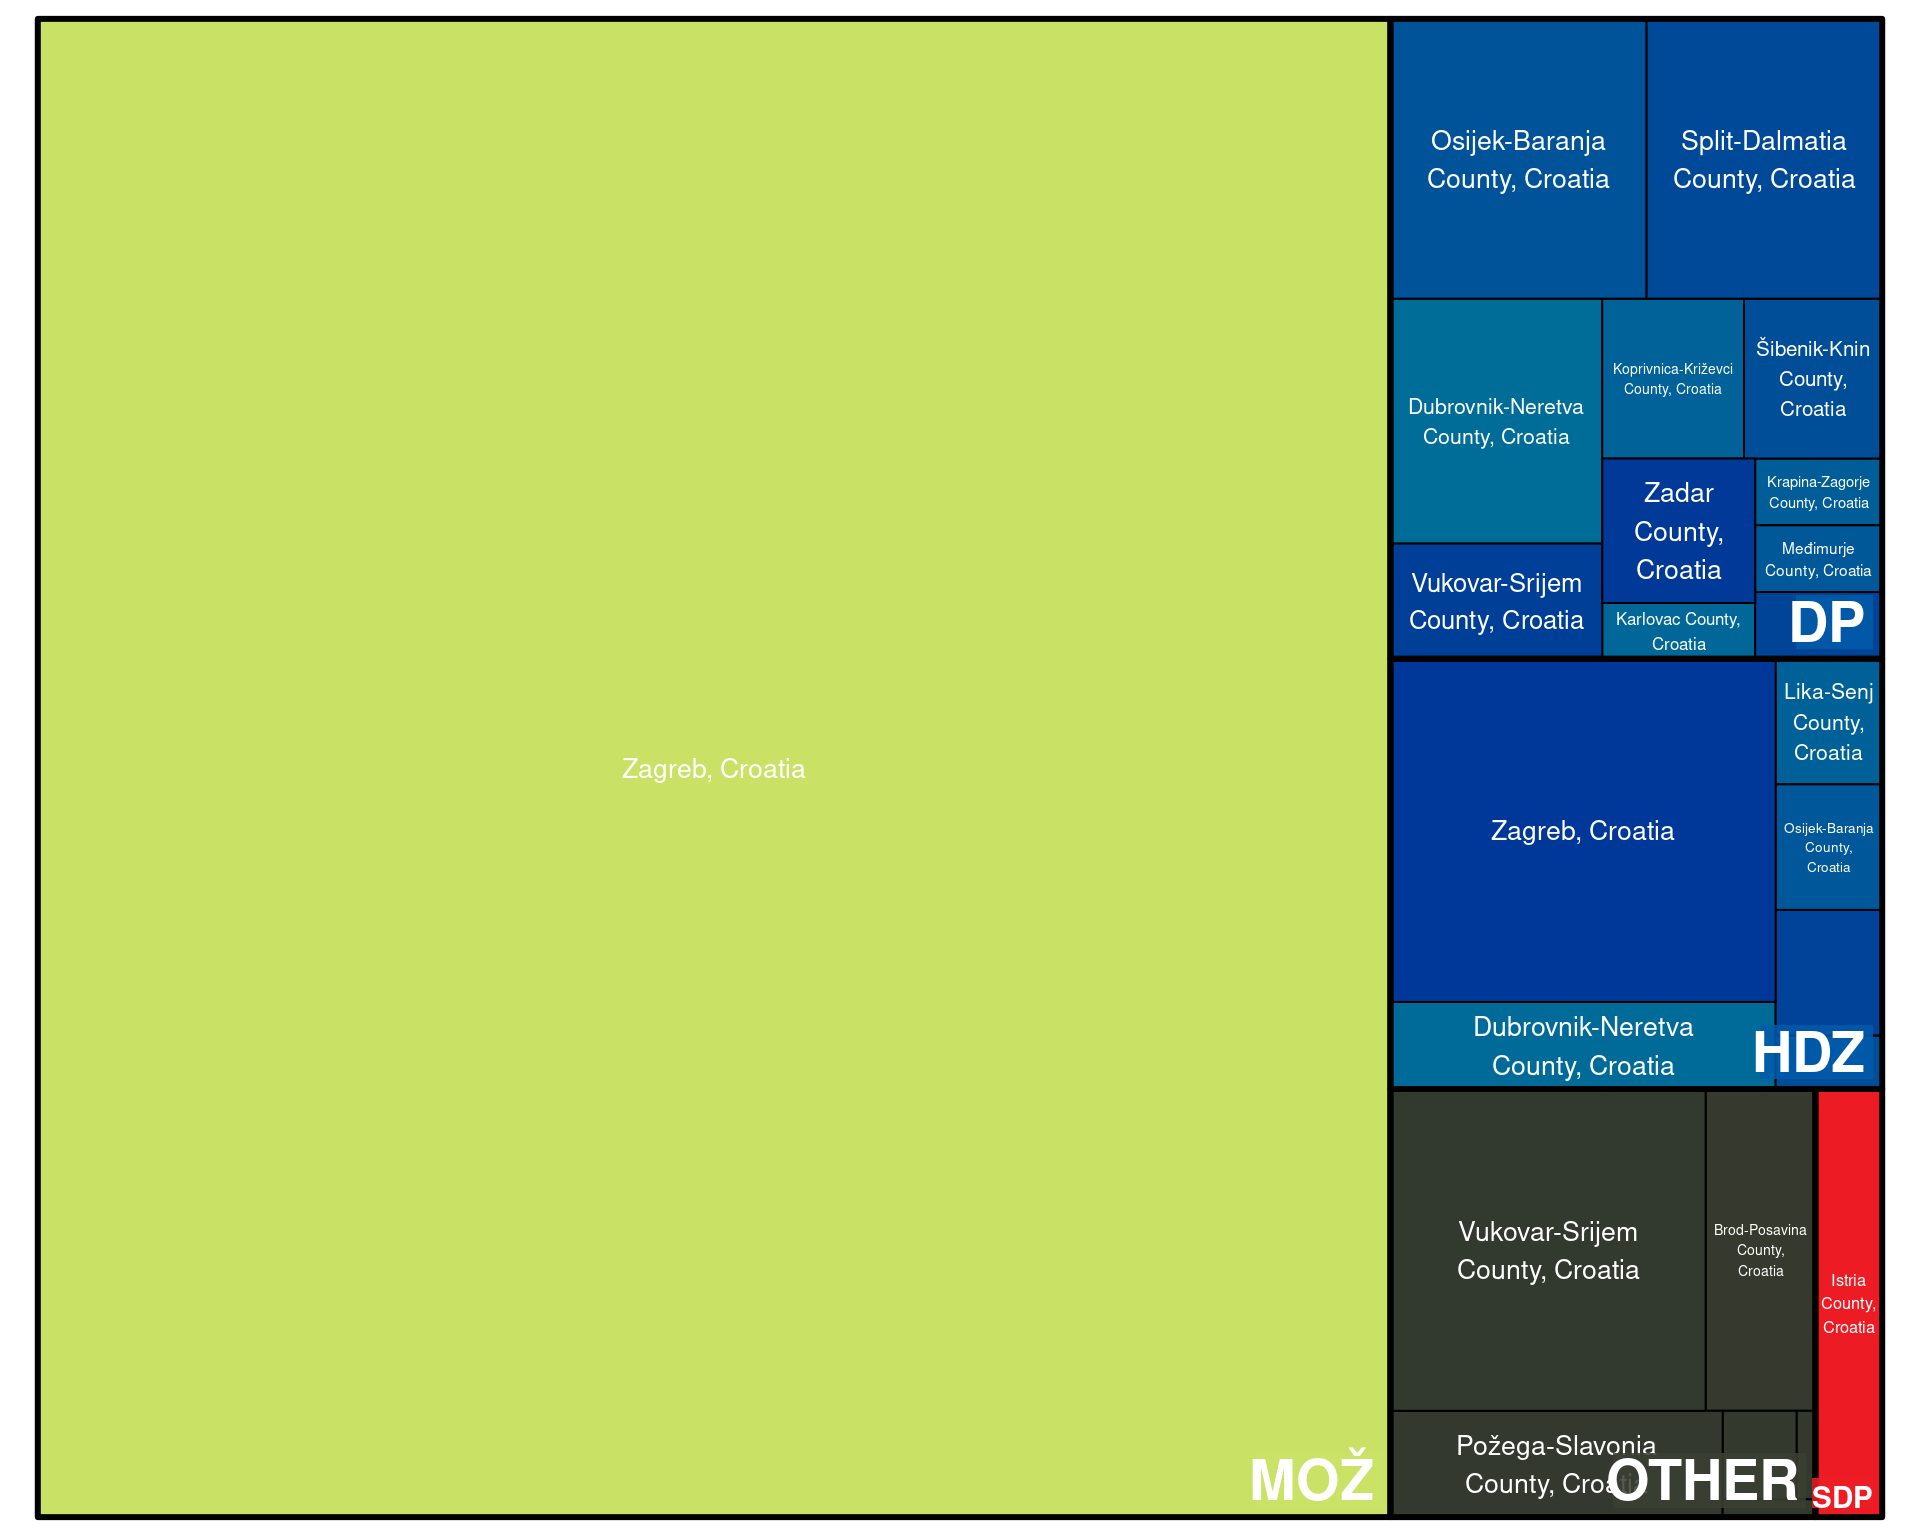 Zagreb, Croatia
MOŽ
Osijek-Baranja
County, Croatia
Split-Dalmatia
County, Croatia
Dubrovnik-Neretva
County, Croatia
Koprivnica-Križevci
County, Croatia
Šibenik-Knin
County,
Croatia
Vukovar-Srijem
County, Croatia
Zadar
County,
Croatia
Krapina-Zagorje
County, Croatia
Međimurje
County, Croatia
Karlovac County,
Croatia
DP
Zagreb, Croatia
Lika-Senj
County,
Croatia
Osijek-Baranja
County,
Croatia
Dubrovnik-Neretva
County, Croatia
HDZ
Vukovar-Srijem
County, Croatia
Brod-Posavina
County,
Croatia
Požega-Slavonia
County, Croatia
OTHER
Istria
County,
Croatia
SDP